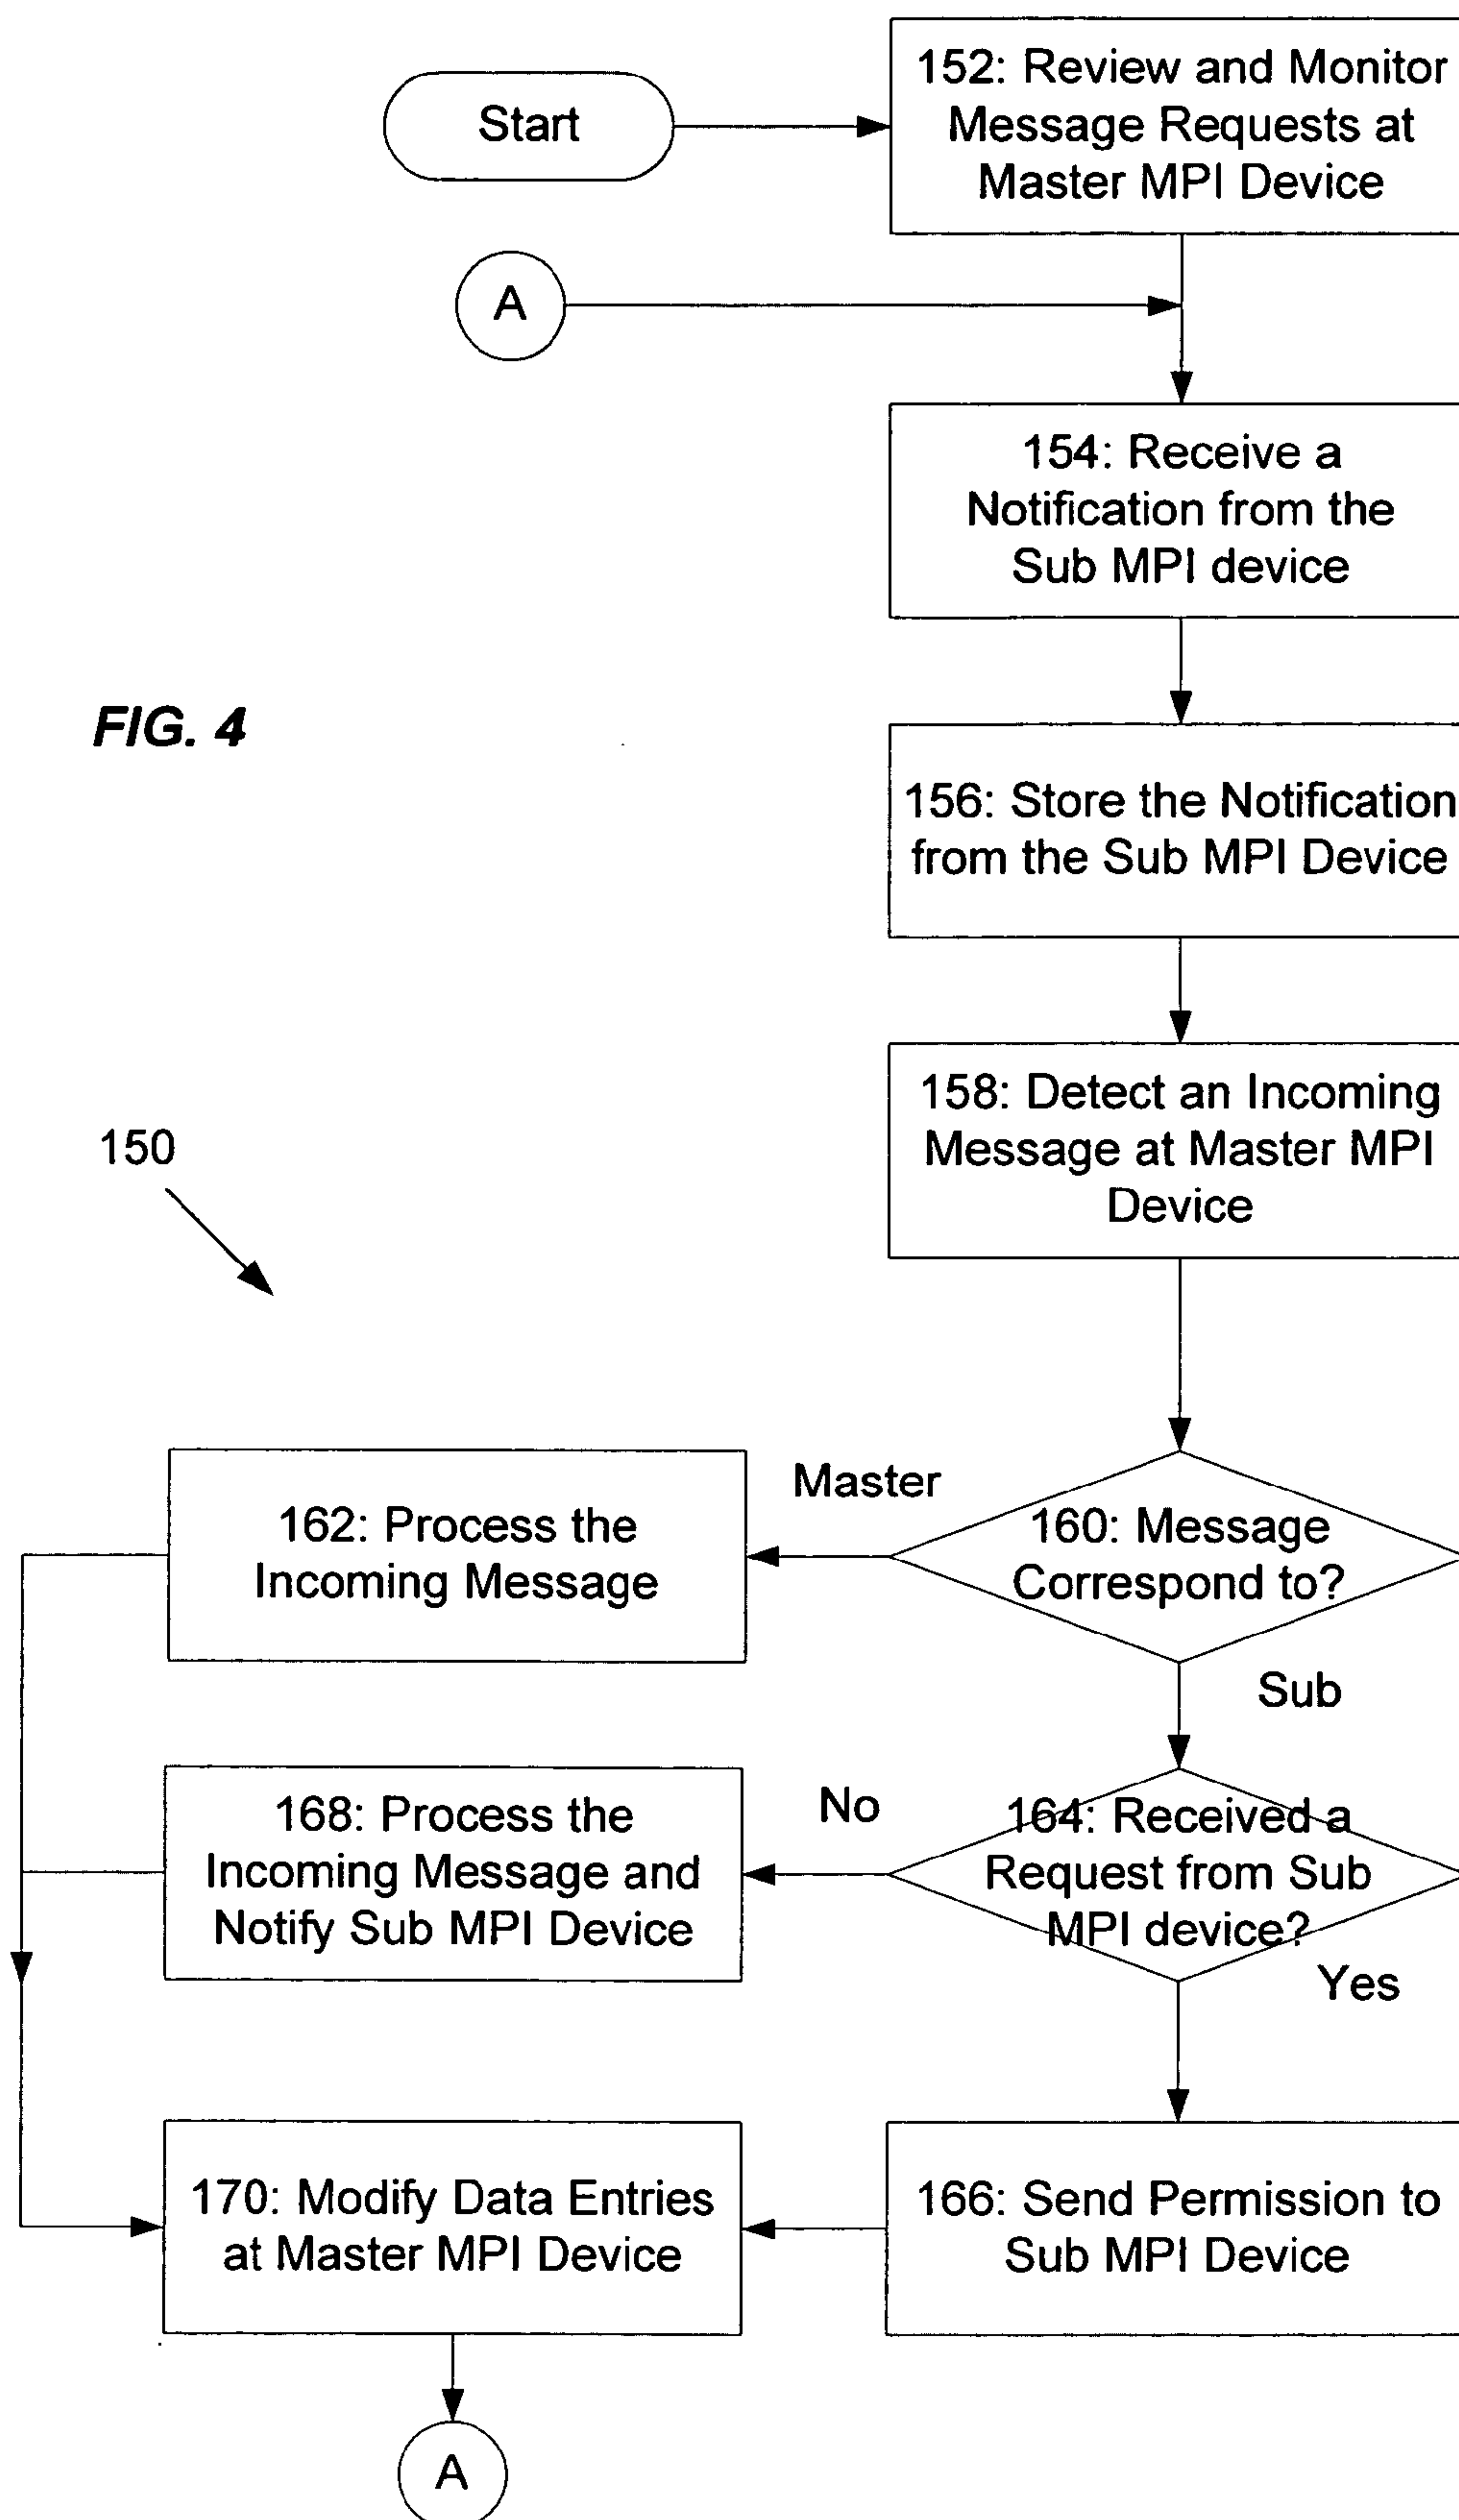 Start
152: Review and Monitor
Message Requests at
Master MPI Device
A
154: Receive a
Notification from the
Sub MPI device
FIG. 4
156: Store the Notification
from the Sub MPI Device
158: Detect an Incoming
Message at Master MPI
Device
150
Master
160: Message
Correspond to?
162: Process the
Incoming Message
Sub
No
164: Received a
Request from Sub
MPI device?
168: Process the
Incoming Message and
Notify Sub MPI Device
Yes
170: Modify Data Entries
at Master MPI Device
166: Send Permission to
Sub MPI Device
A